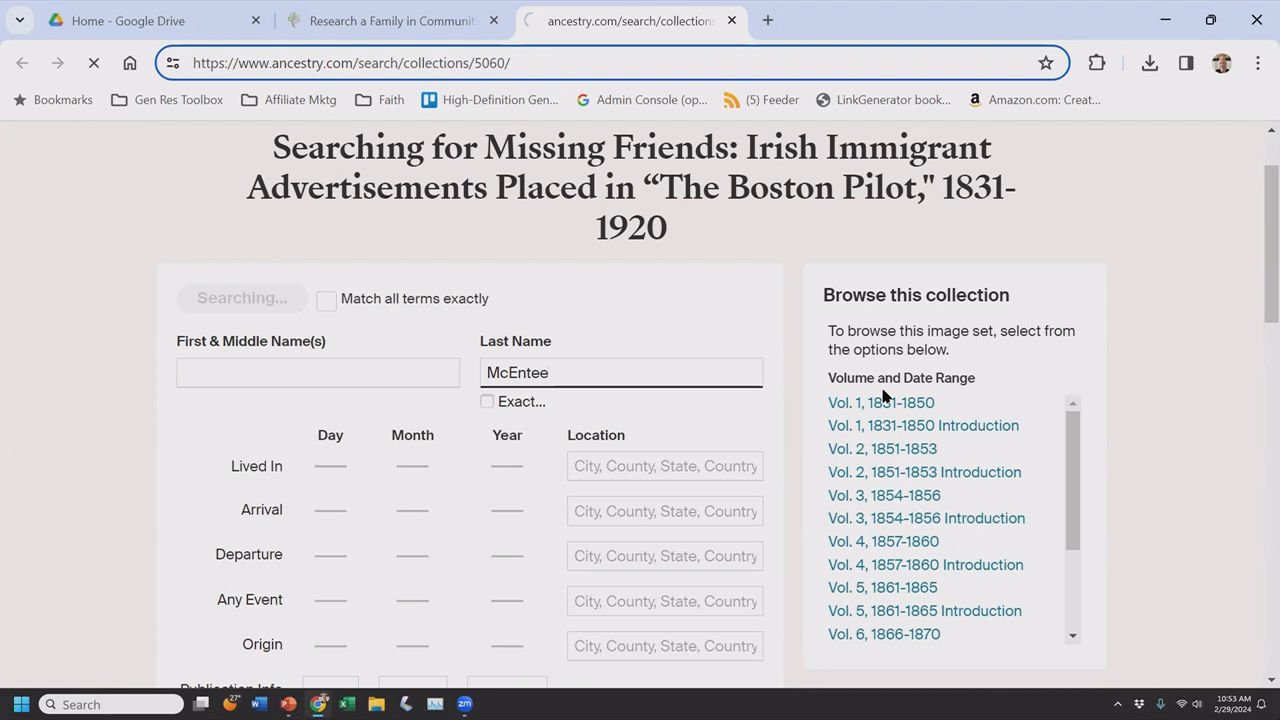 Home - Google Drive
Research a Family in Communi
ancestry.com/search/collections
https://www.ancestry.com/search/collections/5060/
Bookmarks
Gen Res Toolbox
Affiliate Mktg
Faith
High-Definition Gen...
Admin Console (op...
(5) Feeder
LinkGenerator book...
Amazon.com: Creat...
Searching for Missing Friends: Irish Immigrant
Advertisements Placed in “The Boston Pilot," 1831-
1920
Searching...
Match all terms exactly
First & Middle Name(s)
Last Name
McEntee
Exact...
Day
Month
Year
Location
Lived In
City, County, State, Country
Arrival
City, County, State, Country
Departure
City, County, State, Country
Any Event
City, County, State, Country
Origin
City, County, State, Country
Publication Info
Browse this collection
To browse this image set, select from
the options below.
Volume and Date Range
Vol. 1, 1831-1850
Vol. 1, 1831-1850 Introduction
Vol. 2, 1851-1853
Vol. 2, 1851-1853 Introduction
Vol. 3, 1854-1856
Vol. 3, 1854-1856 Introduction
Vol. 4, 1857-1860
Vol. 4, 1857-1860 Introduction
Vol. 5, 1861-1865
Vol. 5, 1861-1865 Introduction
Vol. 6, 1866-1870
Search
27°
10:53 AM
2/29/2024